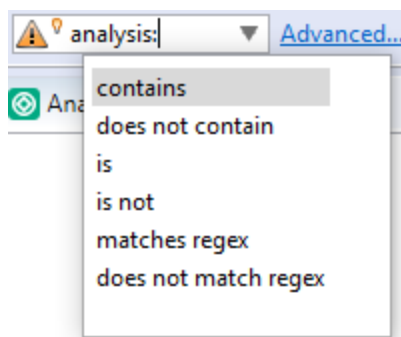 analysis: Advanced...
Ana
contains
does not contain
is
is not
matches regex
does not match regex